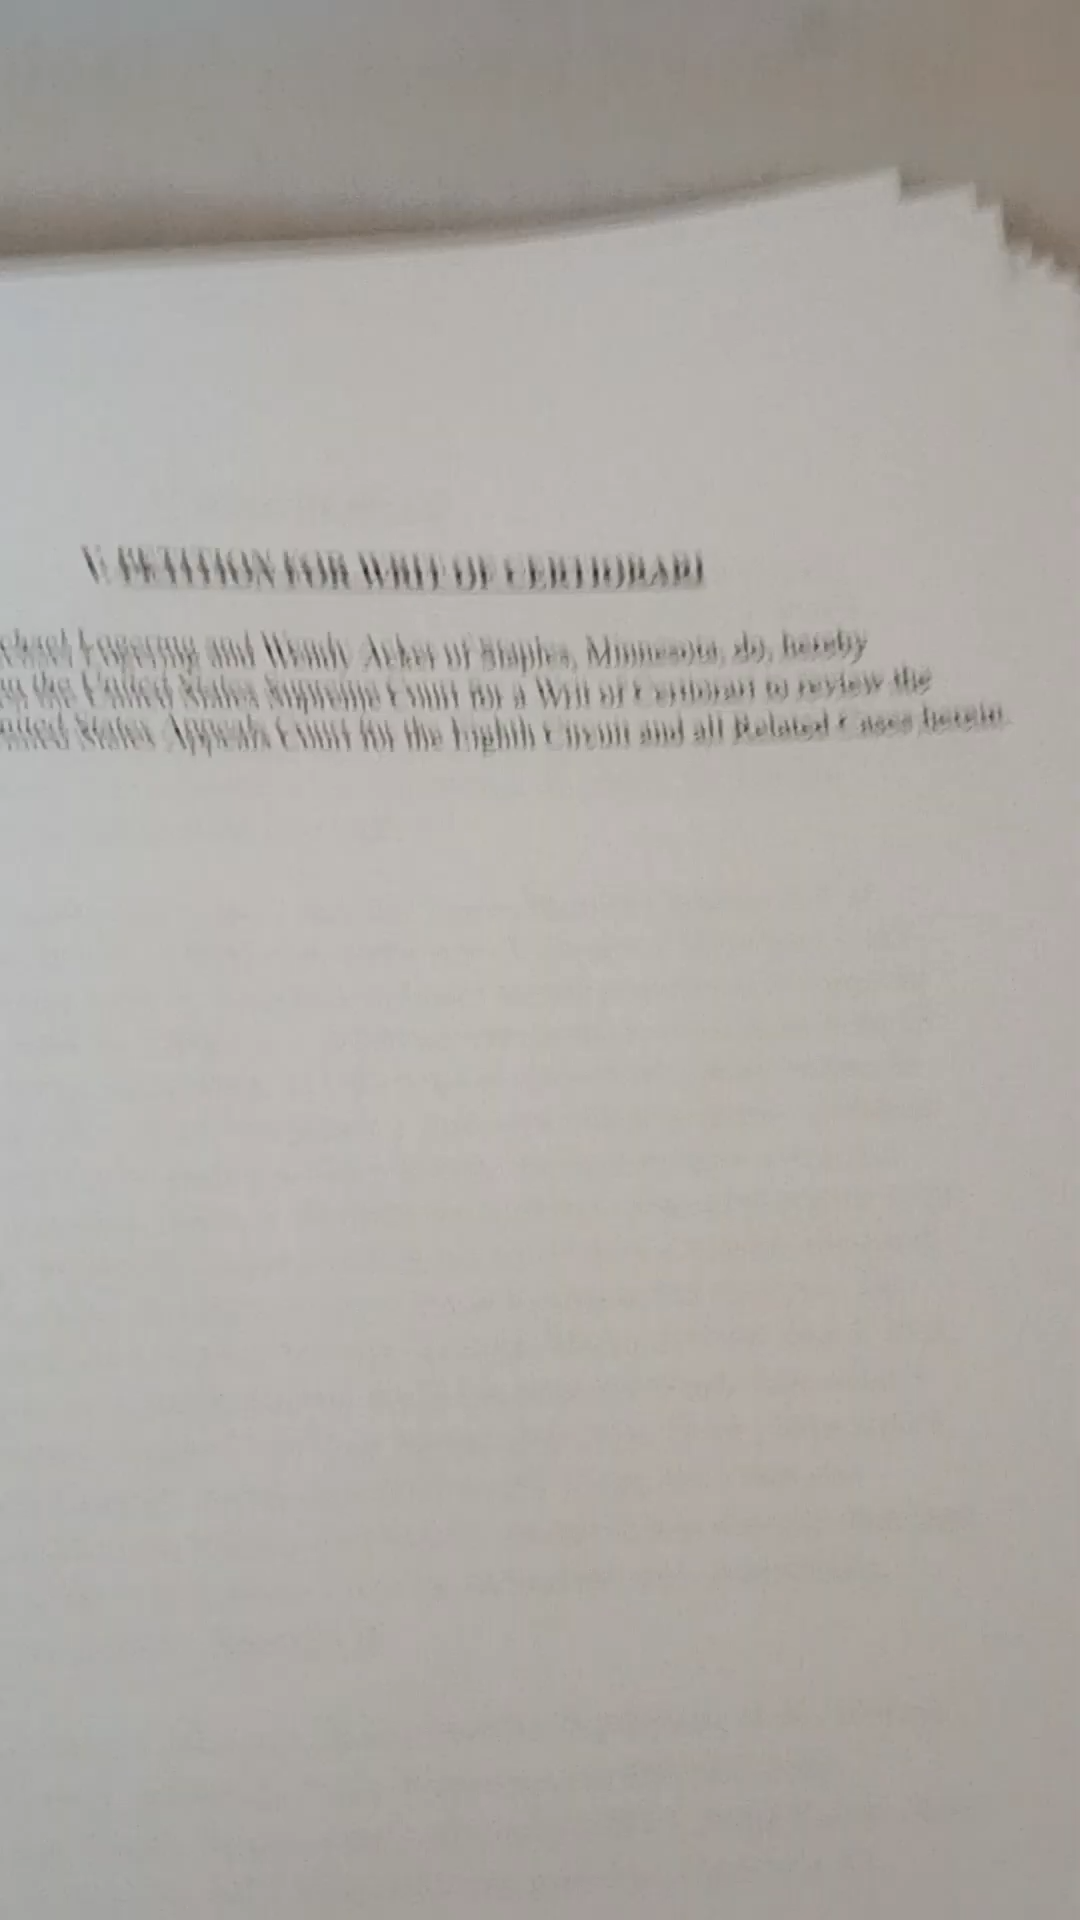 V. PETITION FOR WRIT OF CERTIORARI
and Wendy Acker of Staples, Minnesota, do, hereby
the United States Supreme Court for a Writ of Certiorari to review the
United States Appeals Court for the Eighth Circuit and all Related Cases herein.